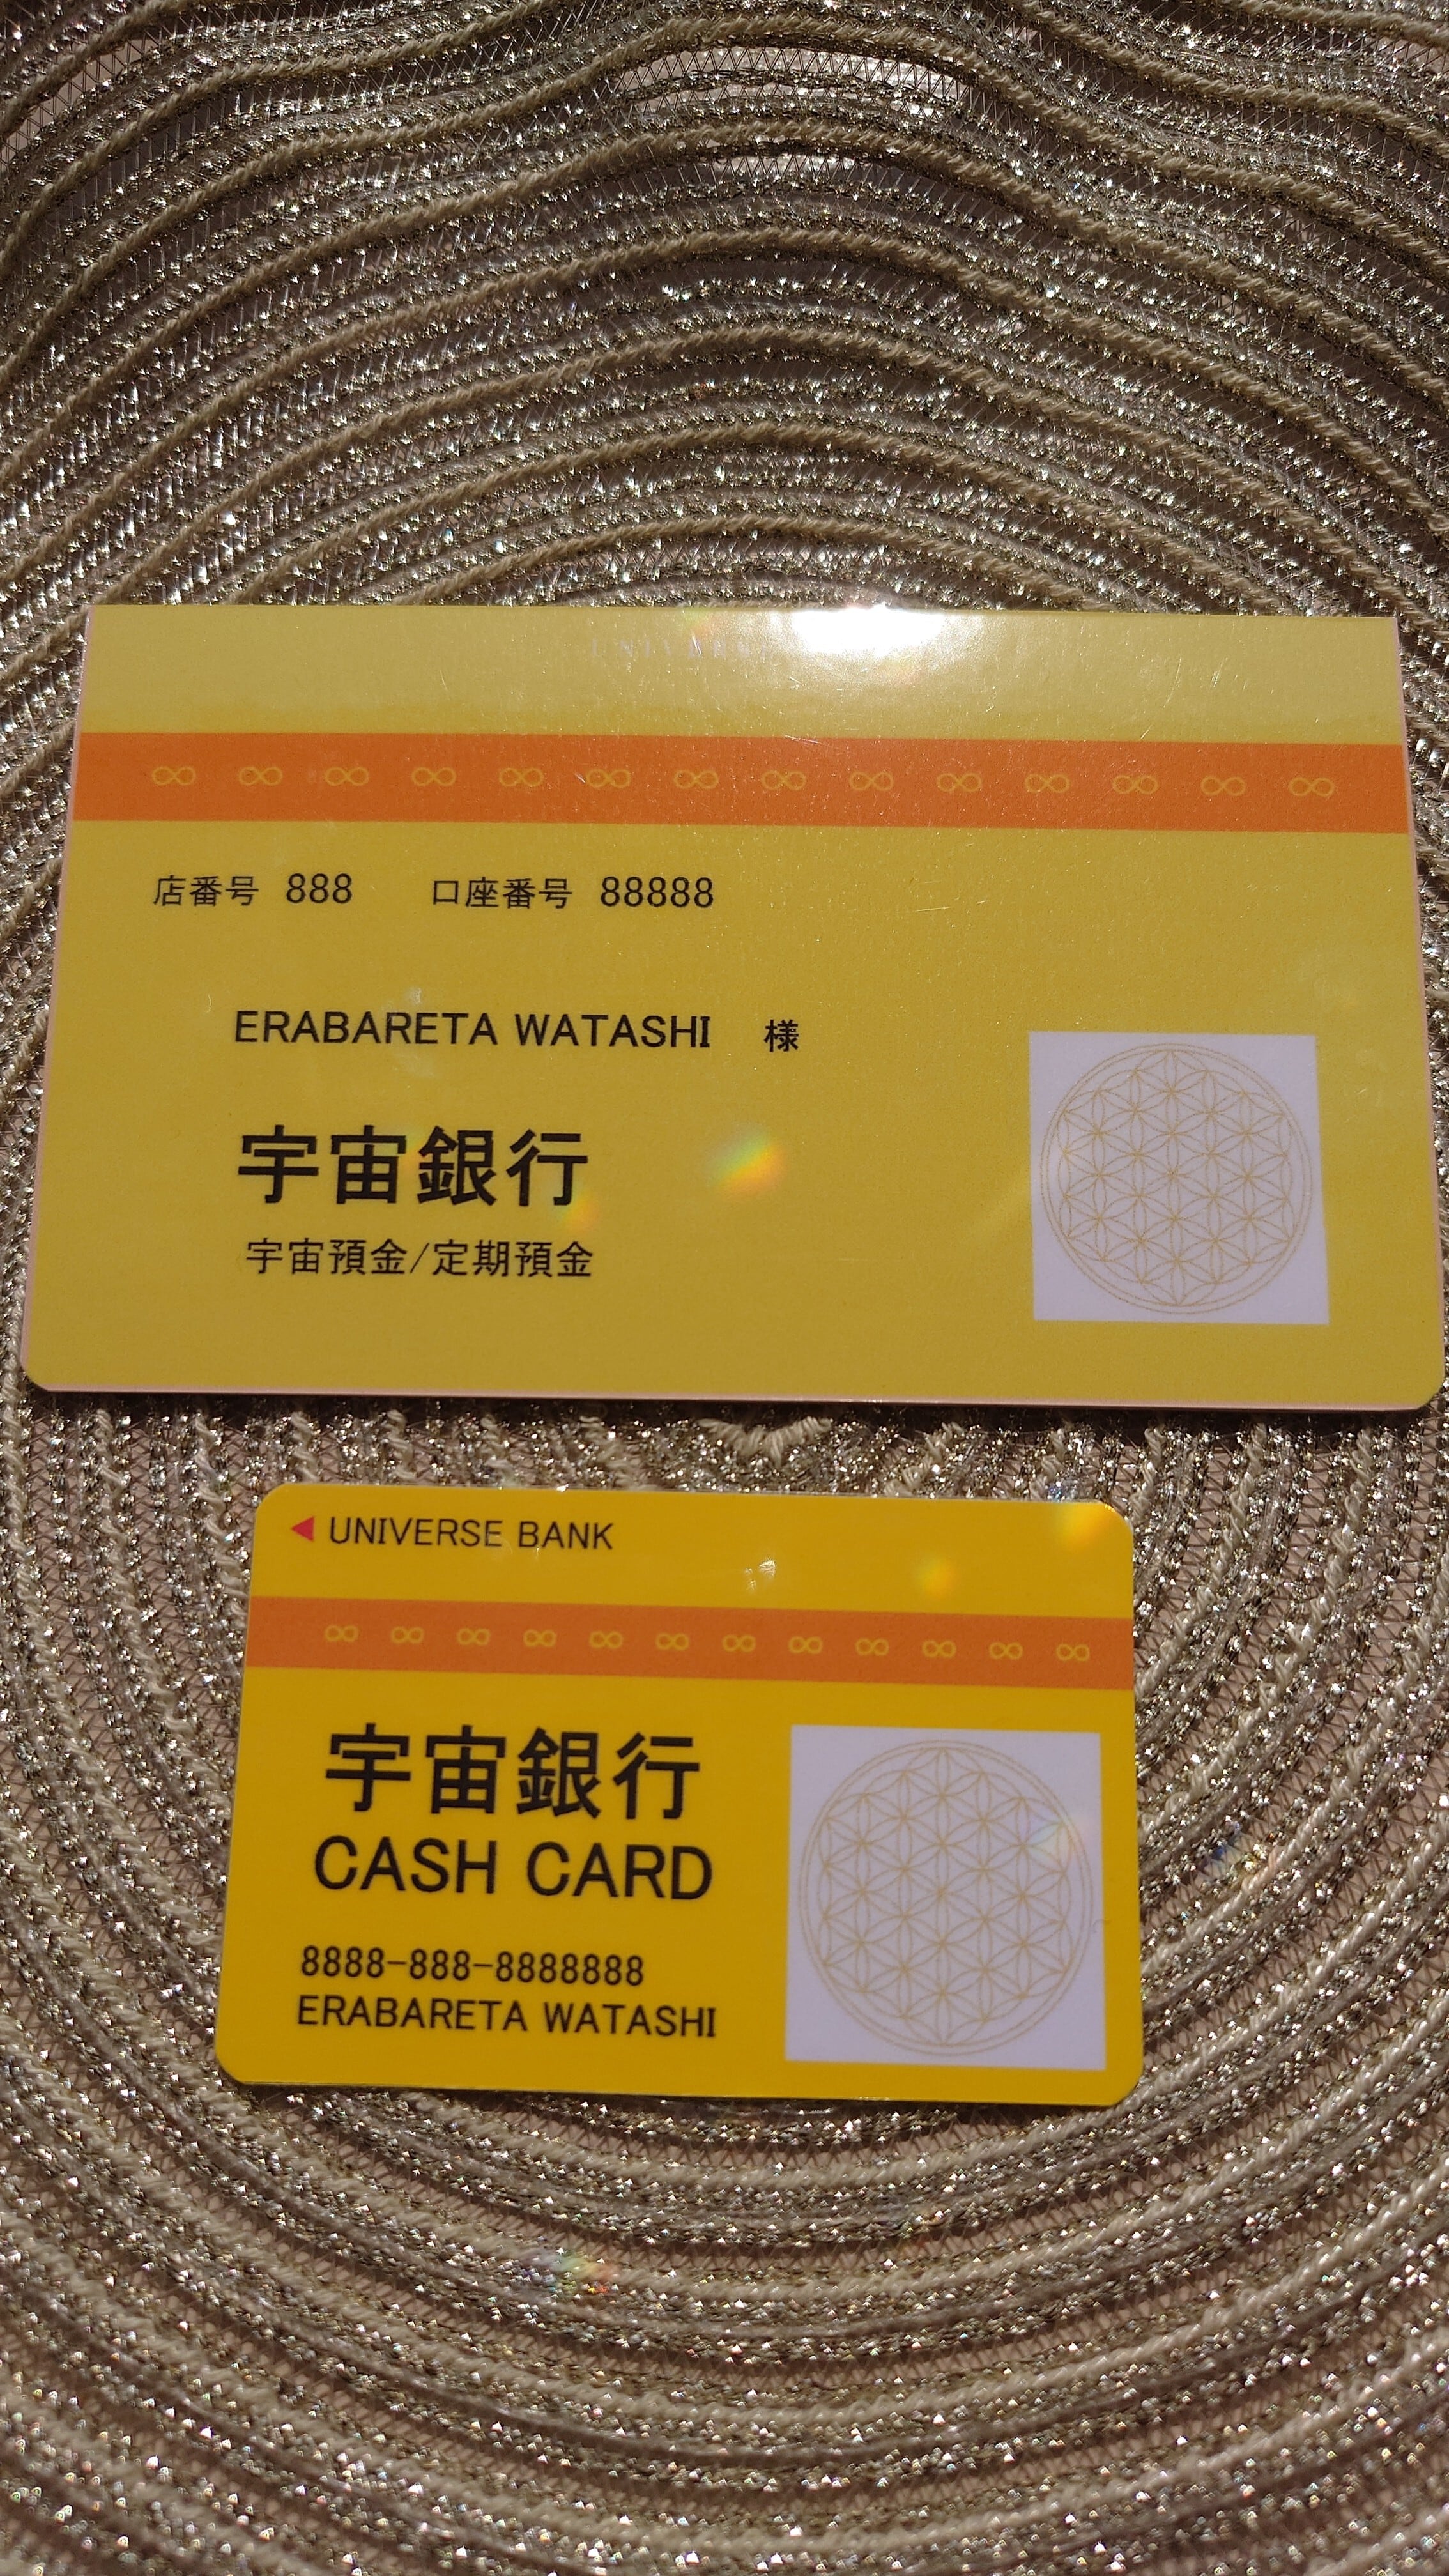 UNIVERSE
∞ ∞ ∞ ∞ ∞ ∞ ∞ ∞ ∞ ∞ ∞ ∞ ∞ ∞
店番号 888 口座番号 88888
ERABARETA WATASHI 様
宇宙銀行
宇宙預金/定期預金
◀ UNIVERSE BANK
∞ ∞ ∞ ∞ ∞ ∞ ∞ ∞ ∞ ∞ ∞ ∞
宇宙銀行
CASH CARD
8888-888-8888888
ERABARETA WATASHI